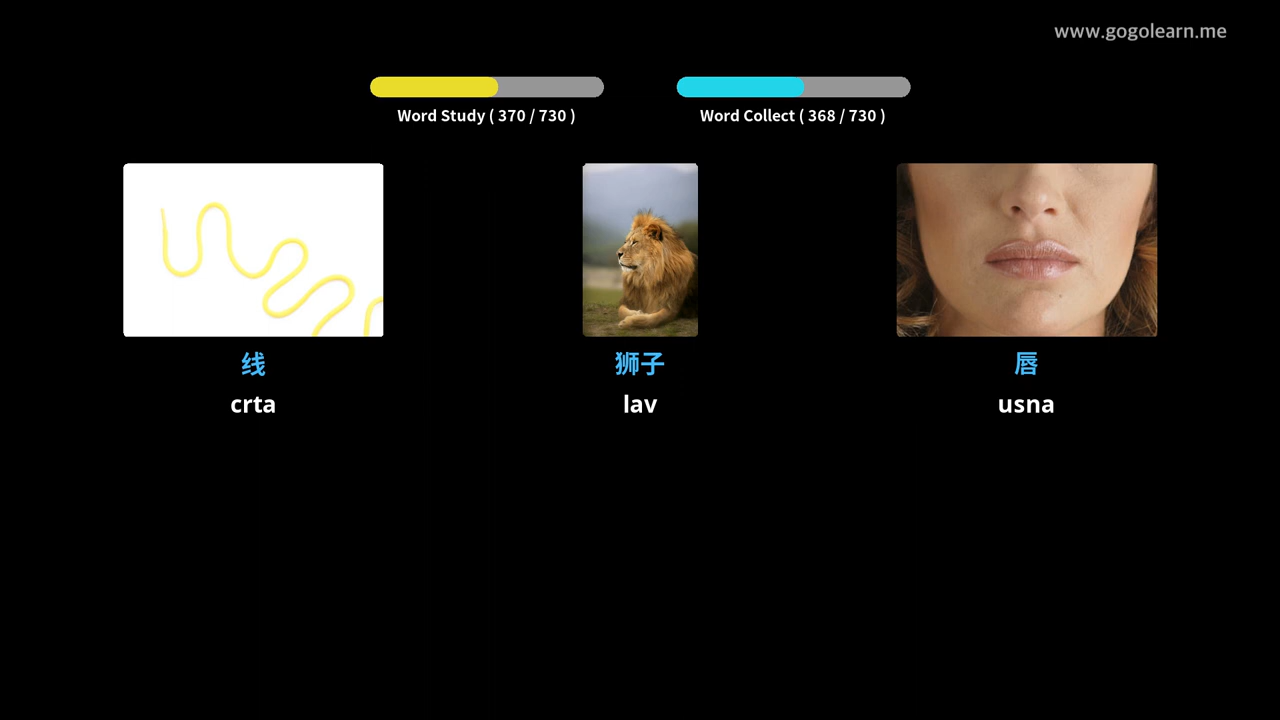 www.gogolearn.me
Word Study ( 370 / 730 )
Word Collect ( 368 / 730 )
线
狮子
唇
crta
lav
usna